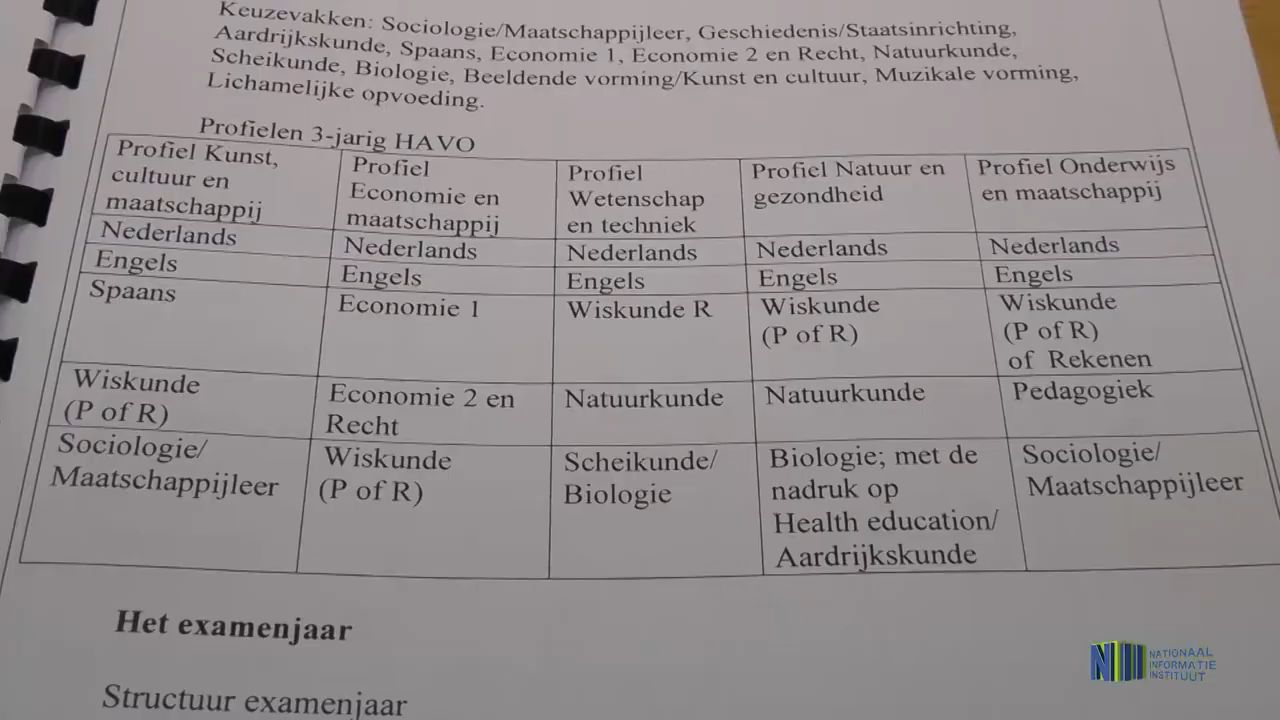 Keuzevakken: Sociologie/Maatschappijleer, Geschiedenis/Staatsinrichting,
Aardrijkskunde, Spaans, Economie 1, Economie 2 en Recht, Natuurkunde,
Scheikunde, Biologie, Beeldende vorming/Kunst en cultuur, Muzikale vorming,
Lichamelijke opvoeding.
Profielen 3-jarig HAVO
Profiel Kunst,
cultuur en
maatschappij
Profiel
Economie en
maatschappij
Profiel
Wetenschap
en techniek
Profiel Natuur en
gezondheid
Profiel Onderwijs
en maatschappij
Nederlands
Nederlands
Nederlands
Nederlands
Nederlands
Engels
Engels
Engels
Engels
Engels
Spaans
Economie 1
Wiskunde R
Wiskunde
(P of R)
Wiskunde
(P of R)
of Rekenen
Wiskunde
(P of R)
Economie 2 en
Recht
Natuurkunde
Natuurkunde
Pedagogiek
Sociologie/
Maatschappijleer
Wiskunde
(P of R)
Scheikunde/
Biologie
Biologie; met de
nadruk op
Health education/
Aardrijkskunde
Sociologie/
Maatschappijleer
Het examenjaar
Structuur examenjaar
NATIONAAL
INFORMATIE
INSTITUUT